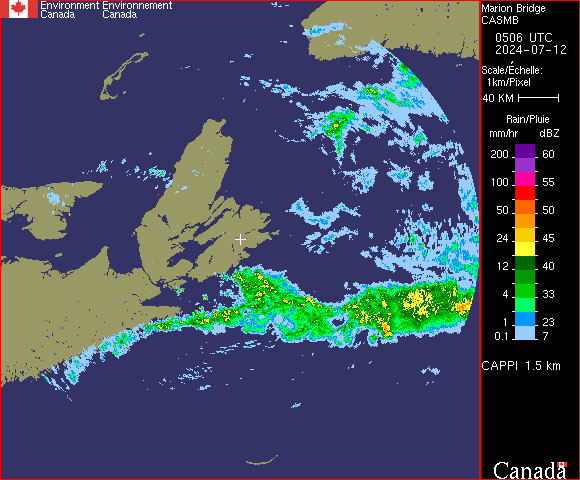 Environment Environnement
Canada Canada
Marion Bridge
CASMB
0506 UTC
2024-07-12
Scale/Échelle:
1km/Pixel
40 KM
Rain/Pluie
mm/hr dBZ
200 60
100 55
50 50
24 45
12 40
4 33
1 23
0.1 7
CAPPI 1.5 km
Canada